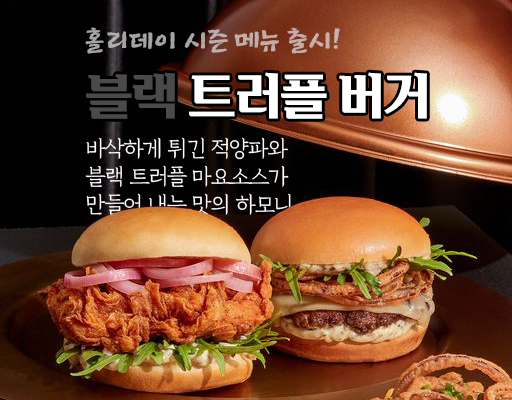 홀리데이 시즌 메뉴 출시!
블랙 트러플 버거
바삭하게 튀긴 적양파와
블랙 트러플 마요소스가
만들어 내는 맛의 하모니